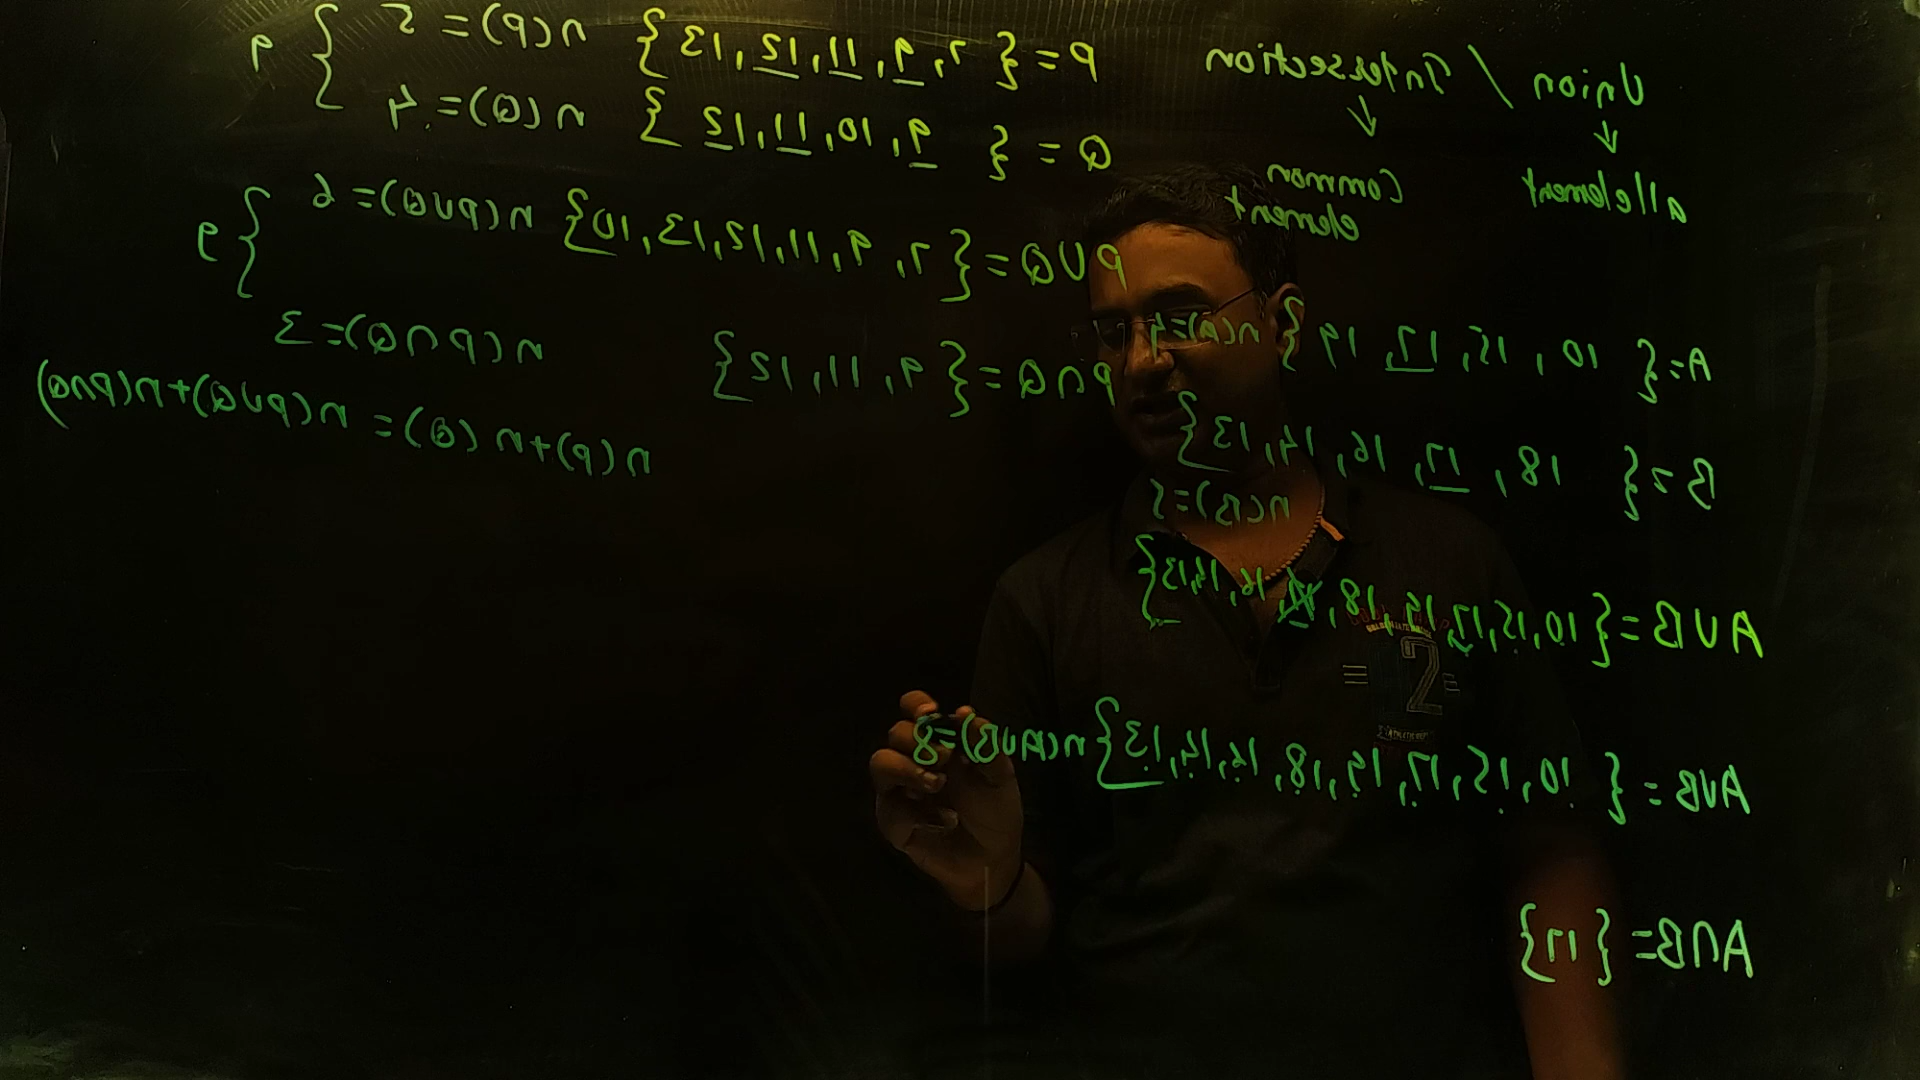 Union / Intersection
↓ ↓
all element Common element
A={ 10, 15, 17, 19 } n(A)=4
B={ 18, 17, 16, 14, 13}
n(B)=5
A∪B={10,15,17,19,18, 16,14,13}
A∪B={ 10,15,17,19,18,16,14,13} n(A∪B)=8
A∩B={17}
P={ 7, 9, 11,12,13} n(P)=5 } 9
Q={ 9,10,11,12 } n(Q)=4
P∪Q={7, 9,11,12,13,10} n(P∪Q)=6 } 9
P∩Q={9, 11, 12} n(P∩Q)=3
n(P)+n(Q)=n(P∪Q)+n(P∩Q)
2